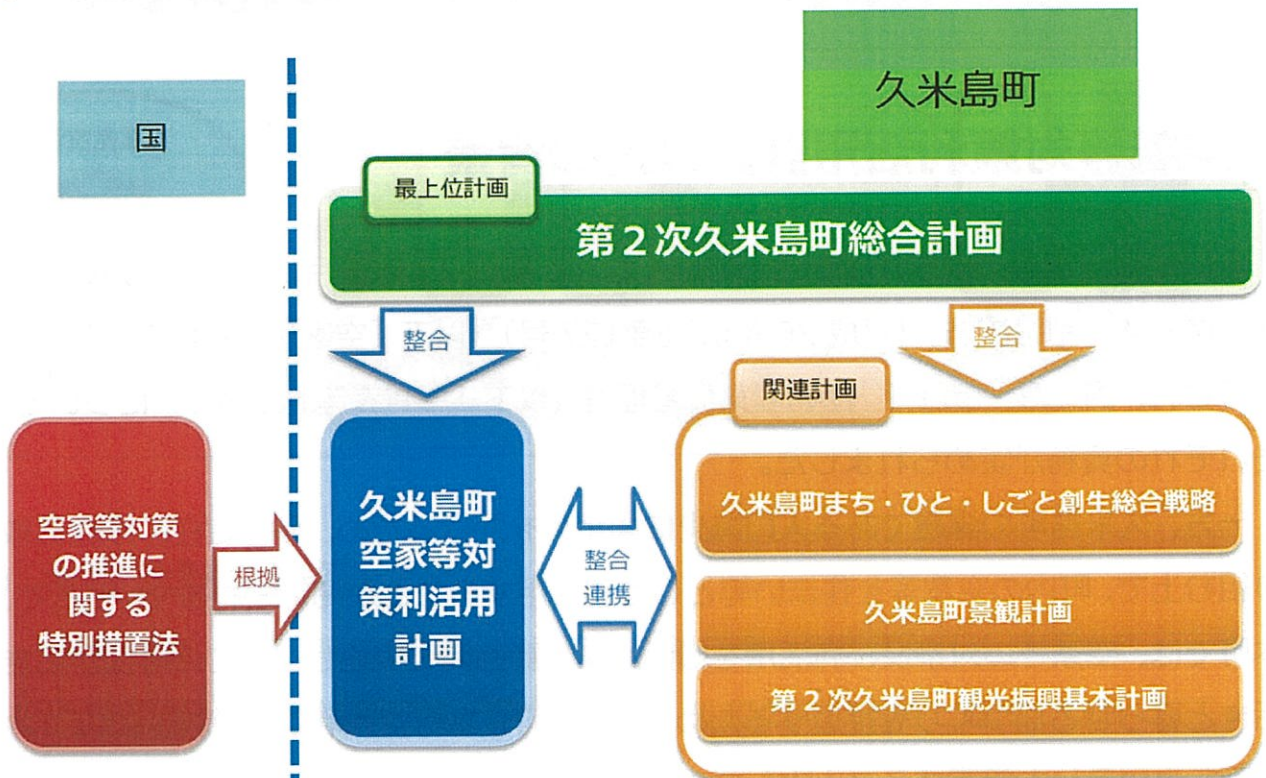 国
久米島町
最上位計画
第2次久米島町総合計画
整合
整合
関連計画
空家等対策
の推進に
関する
特別措置法
根拠
久米島町
空家等対
策利活用
計画
整合
連携
久米島町まち・ひと・しごと創生総合戦略
久米島町景観計画
第2次久米島町観光振興基本計画